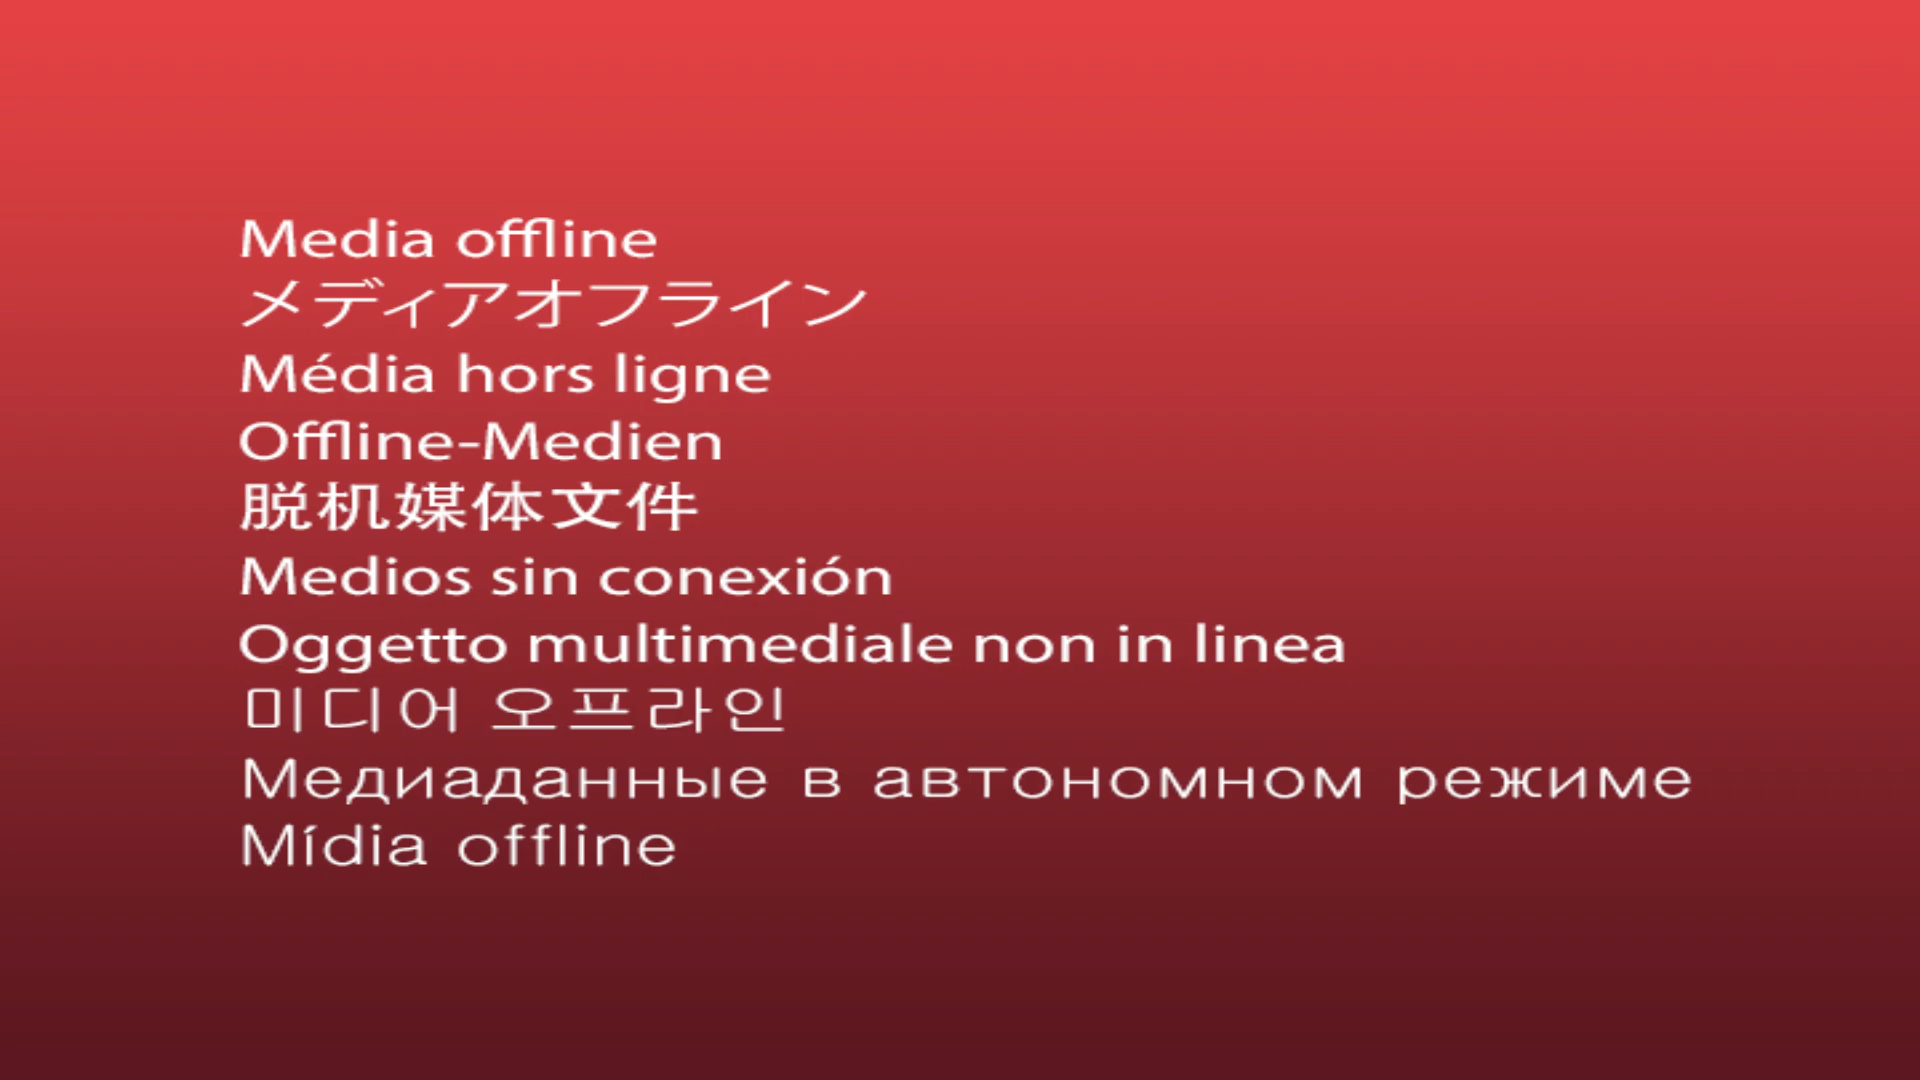 Media offline
メディアオフライン
Média hors ligne
Offline-Medien
脱机媒体文件
Medios sin conexión
Oggetto multimediale non in linea
미디어 오프라인
Медиаданные в автономном режиме
Mídia offline